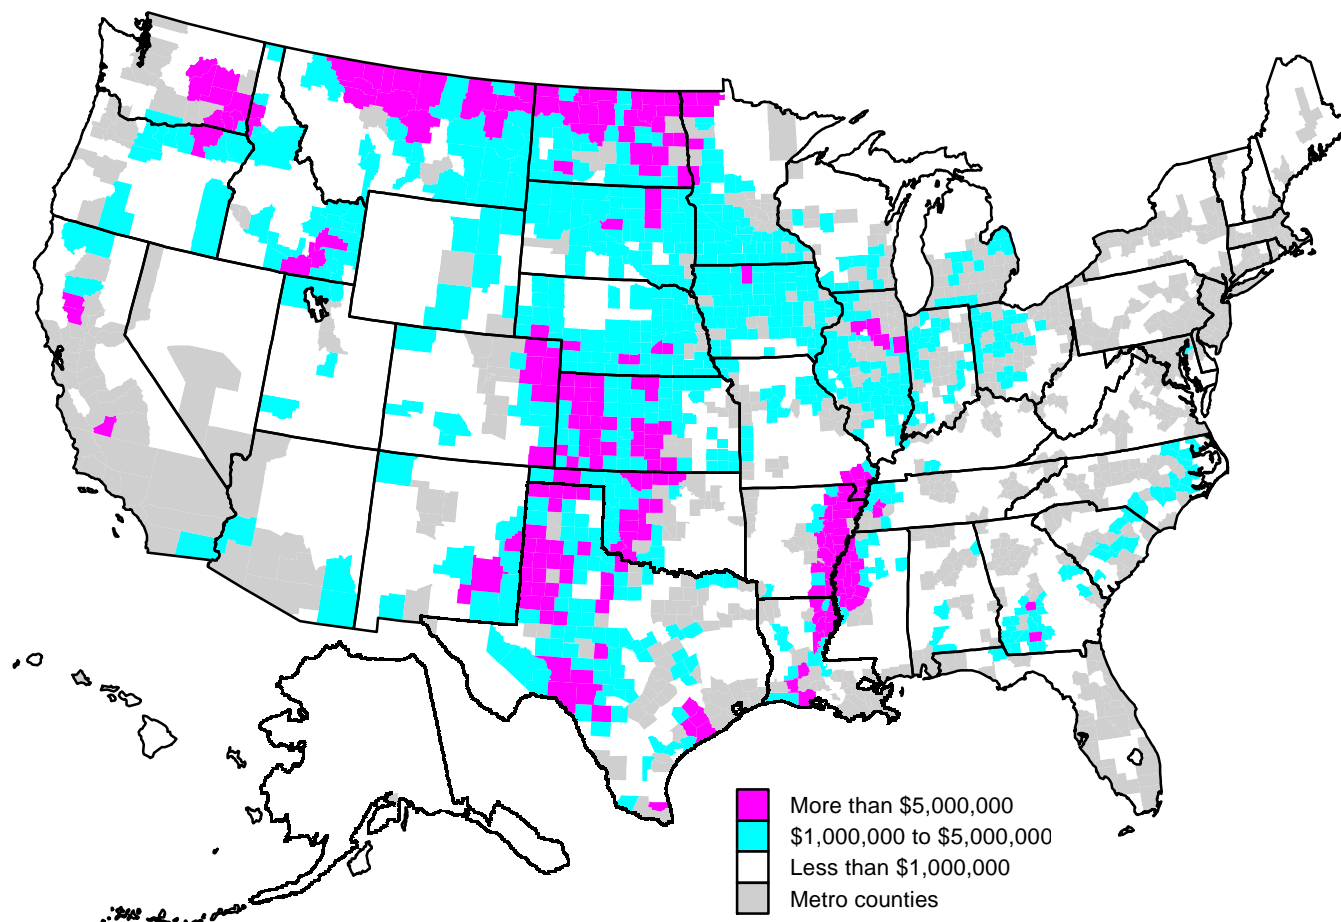 More than $5,000,000
$1,000,000 to $5,000,000
Less than $1,000,000
Metro counties